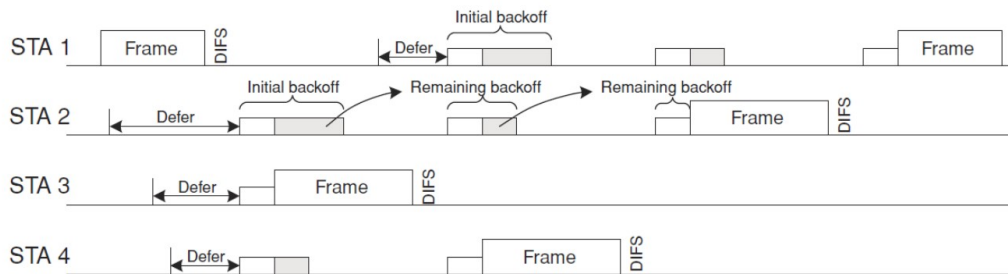 Initial backoff
STA 1 Frame DIFS Defer Frame
Initial backoff Remaining backoff Remaining backoff
STA 2 Defer Frame DIFS
STA 3 Defer Frame DIFS
STA 4 Defer Frame DIFS